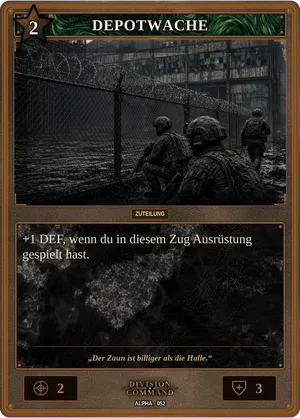 2
DEPOTWACHE
ZUTEILUNG
+1 DEF, wenn du in diesem Zug Ausrüstung
gespielt hast.
„Der Zaun ist billiger als die Halle.“
2
DIVISION
COMMAND
ALPHA · 052
3